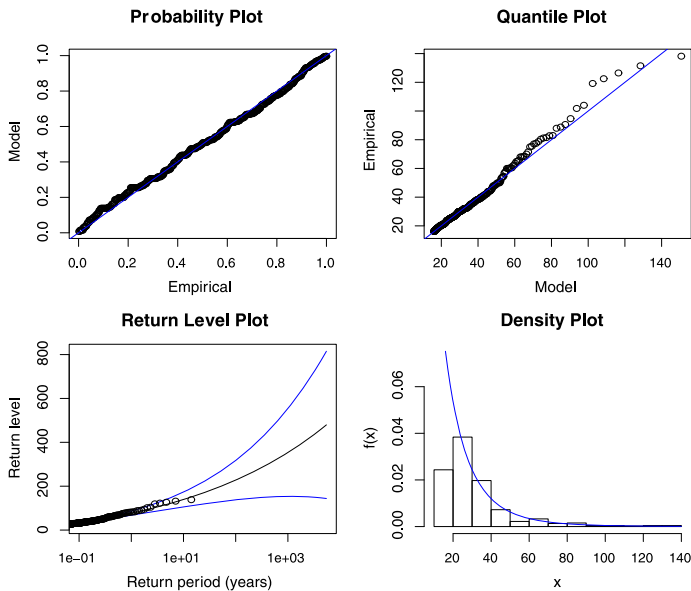 Probability Plot
Model
0.0 0.2 0.4 0.6 0.8 1.0
0.0 0.2 0.4 0.6 0.8 1.0
Empirical
Quantile Plot
Empirical
20 40 60 80 120
20 40 60 80 100 140
Model
Return Level Plot
Return level
0 200 400 600 800
1e−01 1e+01 1e+03
Return period (years)
Density Plot
f(x)
0.00 0.02 0.04 0.06
20 40 60 80 100 120 140
x